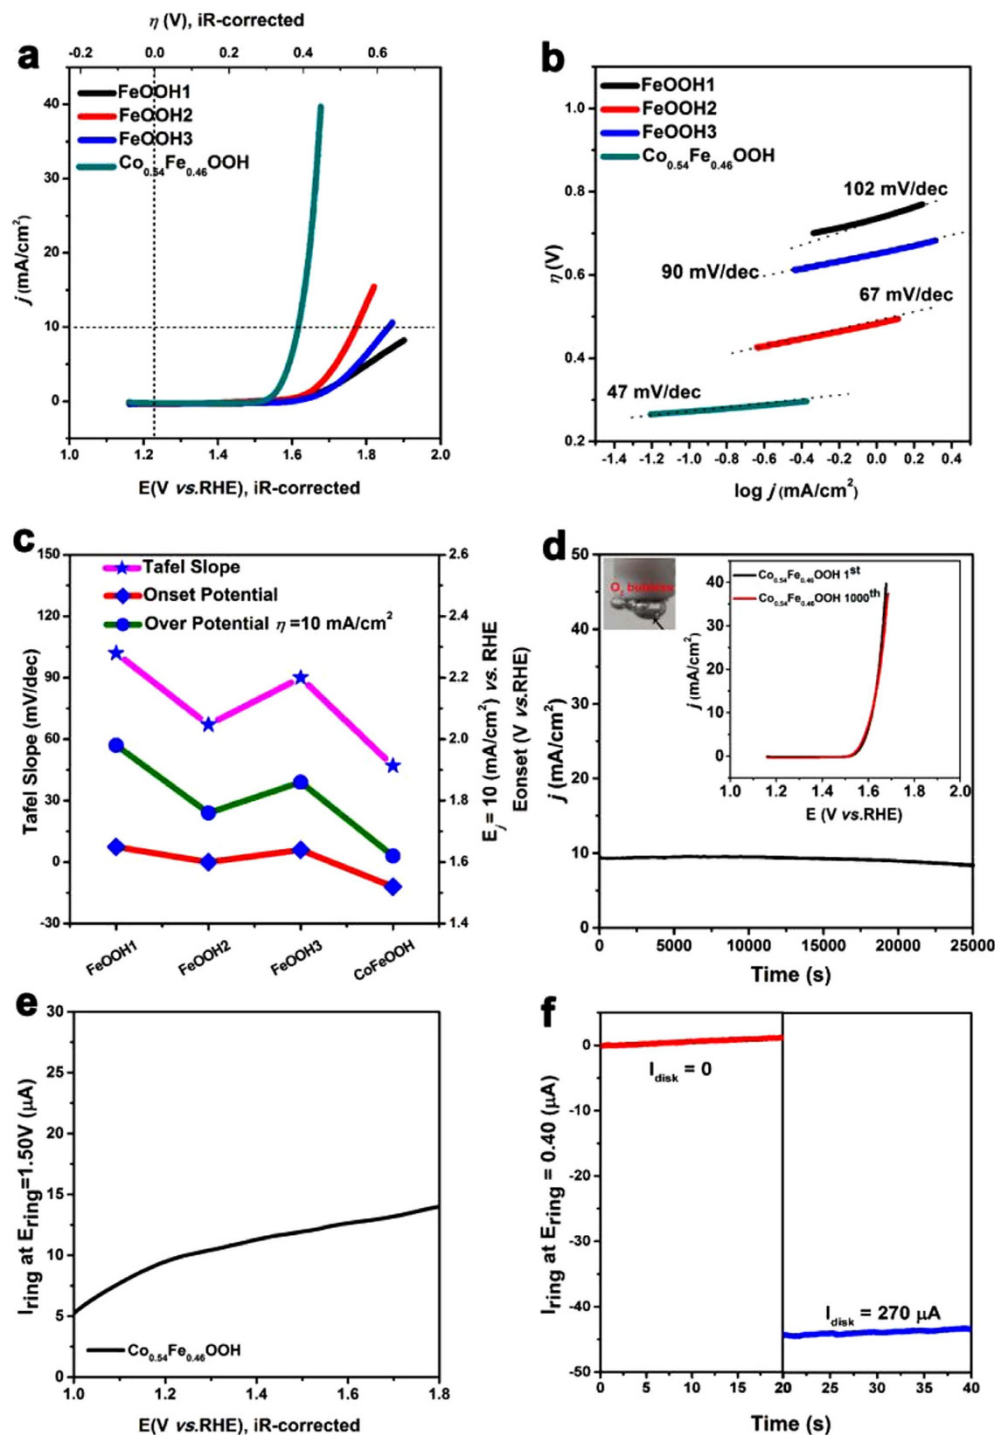 η (V), iR-corrected
a
-0.2 0.0 0.2 0.4 0.6
FeOOH1
FeOOH2
FeOOH3
Co0.54Fe0.46OOH
40
30
20
10
0
j (mA/cm²)
1.0 1.2 1.4 1.6 1.8 2.0
E(V vs.RHE), iR-corrected
b
FeOOH1
FeOOH2
FeOOH3
Co0.54Fe0.46OOH
1.0
0.8
0.6
0.4
0.2
η (V)
102 mV/dec
90 mV/dec
67 mV/dec
47 mV/dec
-1.4 -1.2 -1.0 -0.8 -0.6 -0.4 -0.2 0.0 0.2 0.4
log j (mA/cm²)
c
150
120
90
60
30
0
-30
Tafel Slope (mV/dec)
Tafel Slope
Onset Potential
Over Potential η =10 mA/cm²
2.6
2.4
2.2
2.0
1.8
1.6
1.4
Ej = 10 (mA/cm²) vs. RHE
Eonset (V vs.RHE)
FeOOH1 FeOOH2 FeOOH3 CoFeOOH
d
50
40
30
20
10
0
j (mA/cm²)
O2 bubbles
Co0.54Fe0.46OOH 1st
Co0.54Fe0.46OOH 1000th
40
30
20
10
0
j (mA/cm²)
1.0 1.2 1.4 1.6 1.8 2.0
E (V vs.RHE)
0 5000 10000 15000 20000 25000
Time (s)
e
30
25
20
15
10
5
0
Iring at Ering=1.50V (µA)
Co0.54Fe0.46OOH
1.0 1.2 1.4 1.6 1.8
E(V vs.RHE), iR-corrected
f
0
-10
-20
-30
-40
-50
Iring at Ering = 0.40 (µA)
Idisk = 0
Idisk = 270 µA
0 5 10 15 20 25 30 35 40
Time (s)